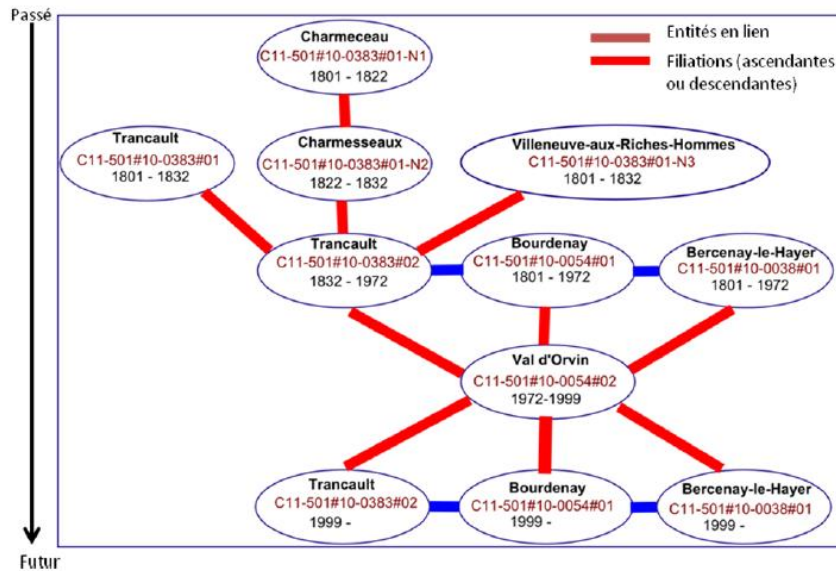 Passé
Entités en lien
Filiations (ascendantes
ou descendantes)
Charmeceau
C11-501#10-0383#01-N1
1801 - 1822
Trancault
C11-501#10-0383#01
1801 - 1832
Charmesseaux
C11-501#10-0383#01-N2
1822 - 1832
Villeneuve-aux-Riches-Hommes
C11-501#10-0383#01-N3
1801 - 1832
Trancault
C11-501#10-0383#02
1832 - 1972
Bourdenay
C11-501#10-0054#01
1801 - 1972
Bercenay-le-Hayer
C11-501#10-0038#01
1801 - 1972
Val d'Orvin
C11-501#10-0054#02
1972-1999
Trancault
C11-501#10-0383#02
1999 -
Bourdenay
C11-501#10-0054#01
1999 -
Bercenay-le-Hayer
C11-501#10-0038#01
1999 -
Futur